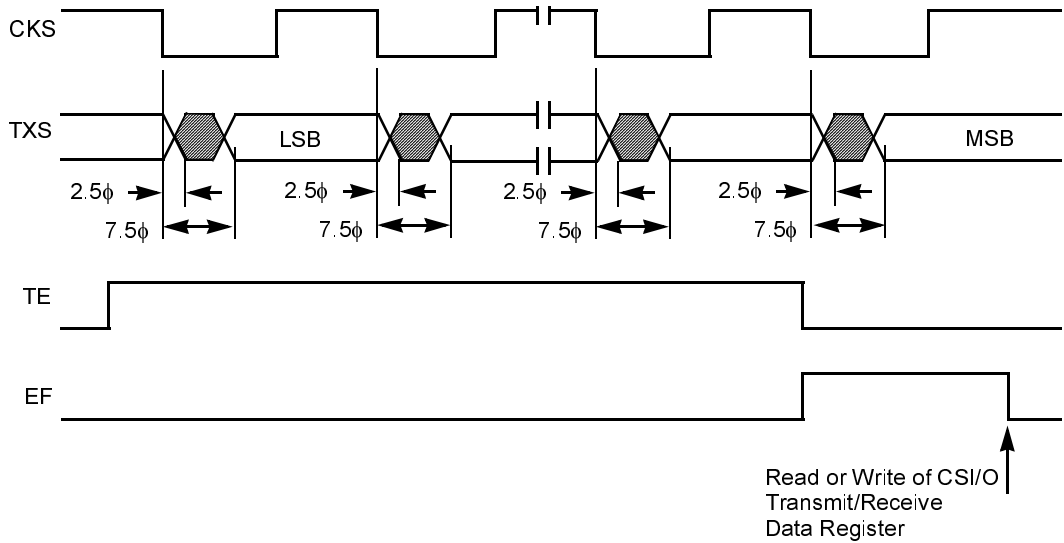 CKS
TXS
LSB
MSB
2.5ϕ
2.5ϕ
2.5ϕ
2.5ϕ
7.5ϕ
7.5ϕ
7.5ϕ
7.5ϕ
TE
EF
Read or Write of CSI/O
Transmit/Receive
Data Register